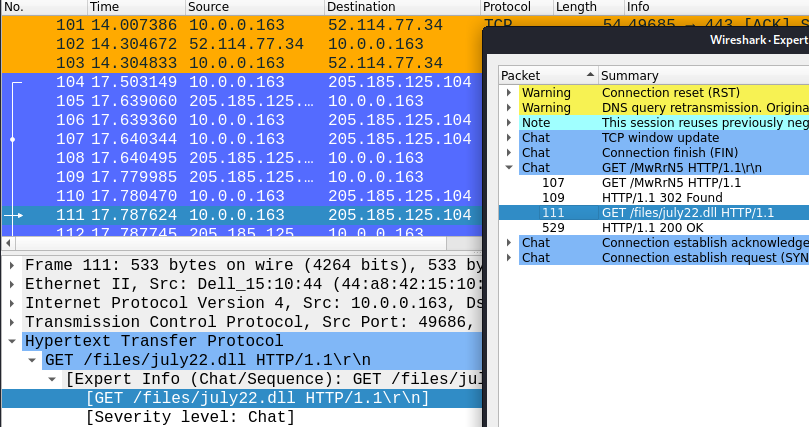 Time Source Destination Protocol Length Info
101 14.007386 10.0.0.163 52.114.77.34 TCP 54 49685 → 443 [ACK] S
102 14.304672 52.114.77.34 10.0.0.163
103 14.304833 10.0.0.163 52.114.77.34
104 17.503149 10.0.0.163 205.185.125.104
105 17.639060 205.185.125.… 10.0.0.163
106 17.639360 10.0.0.163 205.185.125.104
107 17.640344 10.0.0.163 205.185.125.104
108 17.640495 205.185.125.… 10.0.0.163
109 17.779985 205.185.125.… 10.0.0.163
110 17.780470 10.0.0.163 205.185.125.104
111 17.787624 10.0.0.163 205.185.125.104
112 17.787745 205.185.125 10.0.0.163
Frame 111: 533 bytes on wire (4264 bits), 533 by
Ethernet II, Src: Dell_15:10:44 (44:a8:42:15:10:
Internet Protocol Version 4, Src: 10.0.0.163, Ds
Transmission Control Protocol, Src Port: 49686,
Hypertext Transfer Protocol
GET /files/july22.dll HTTP/1.1\r\n
[Expert Info (Chat/Sequence): GET /files/jul
[GET /files/july22.dll HTTP/1.1\r\n]
[Severity level: Chat]
Wireshark · Expert
Packet Summary
Warning Connection reset (RST)
Warning DNS query retransmission. Origina
Note This session reuses previously neg
Chat TCP window update
Chat Connection finish (FIN)
Chat GET /MwRrN5 HTTP/1.1\r\n
107 GET /MwRrN5 HTTP/1.1
109 HTTP/1.1 302 Found
111 GET /files/july22.dll HTTP/1.1
529 HTTP/1.1 200 OK
Chat Connection establish acknowledge
Chat Connection establish request (SYN